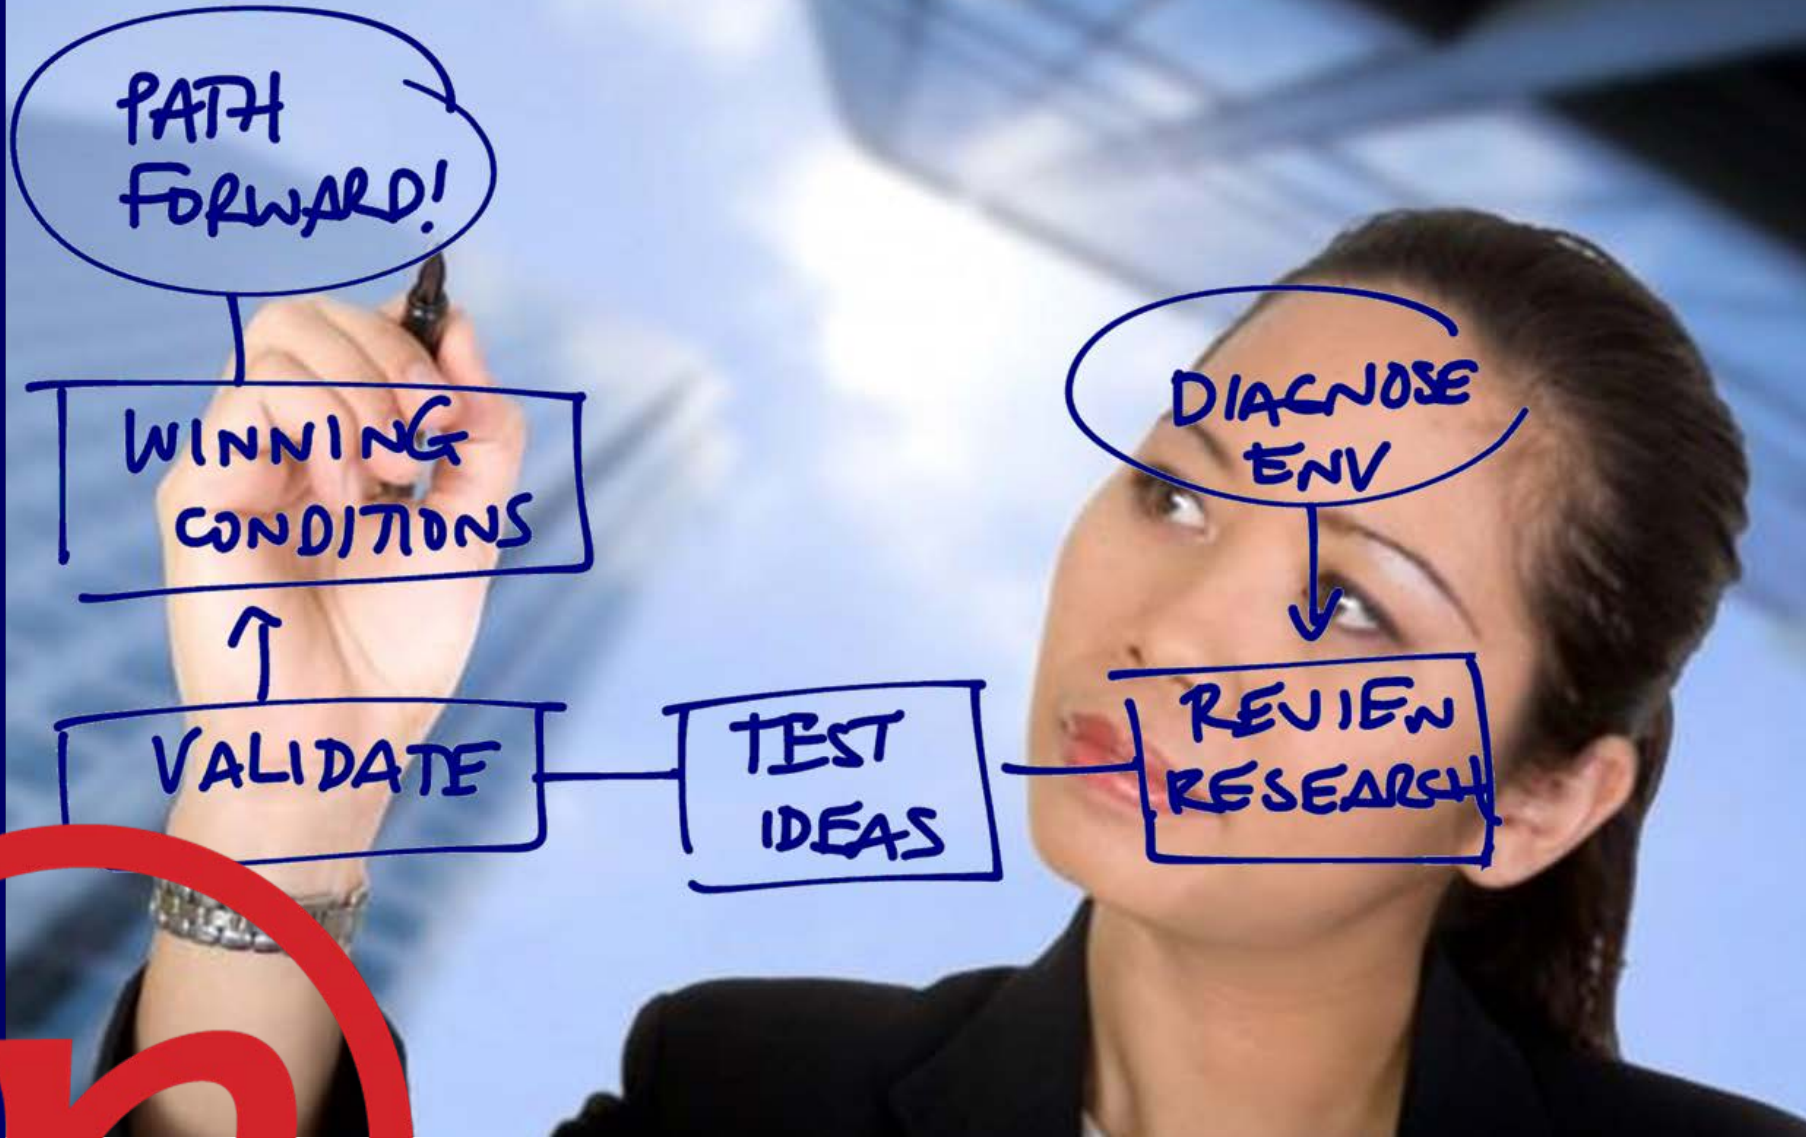 PATH
FORWARD!
WINNING
CONDITIONS
VALIDATE
TEST
IDEAS
DIAGNOSE
ENV
REVIEW
RESEARCH
n